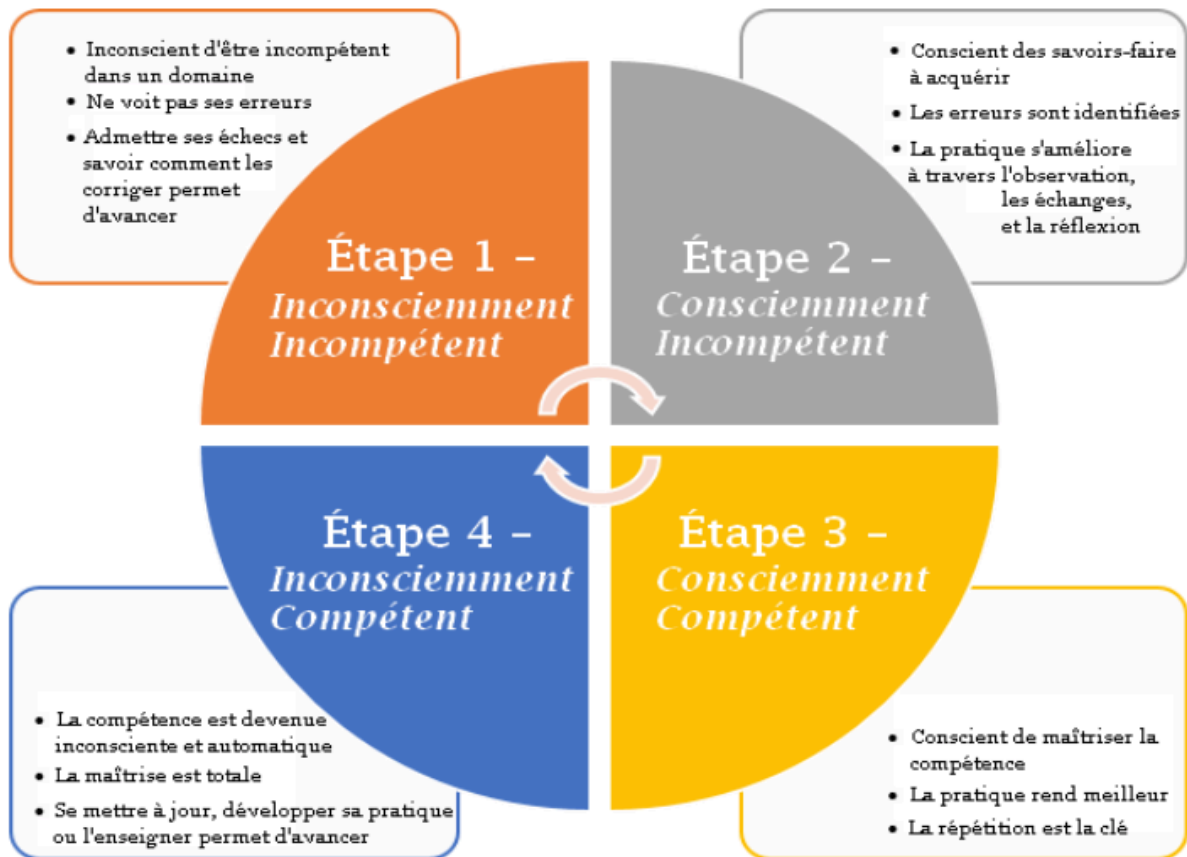 • Inconscient d'être incompétent
dans un domaine
• Ne voit pas ses erreurs
• Admettre ses échecs et
savoir comment les
corriger permet
d'avancer
Étape 1 –
Inconsciemment
Incompétent
• Conscient des savoirs-faire
à acquérir
• Les erreurs sont identifiées
• La pratique s'améliore
à travers l'observation,
les échanges,
et la réflexion
Étape 2 –
Consciemment
Incompétent
Étape 3 –
Consciemment
Compétent
• Conscient de maîtriser la
compétence
• La pratique rend meilleur
• La répétition est la clé
Étape 4 –
Inconsciemment
Compétent
• La compétence est devenue
inconsciente et automatique
• La maîtrise est totale
• Se mettre à jour, développer sa pratique
ou l'enseigner permet d'avancer